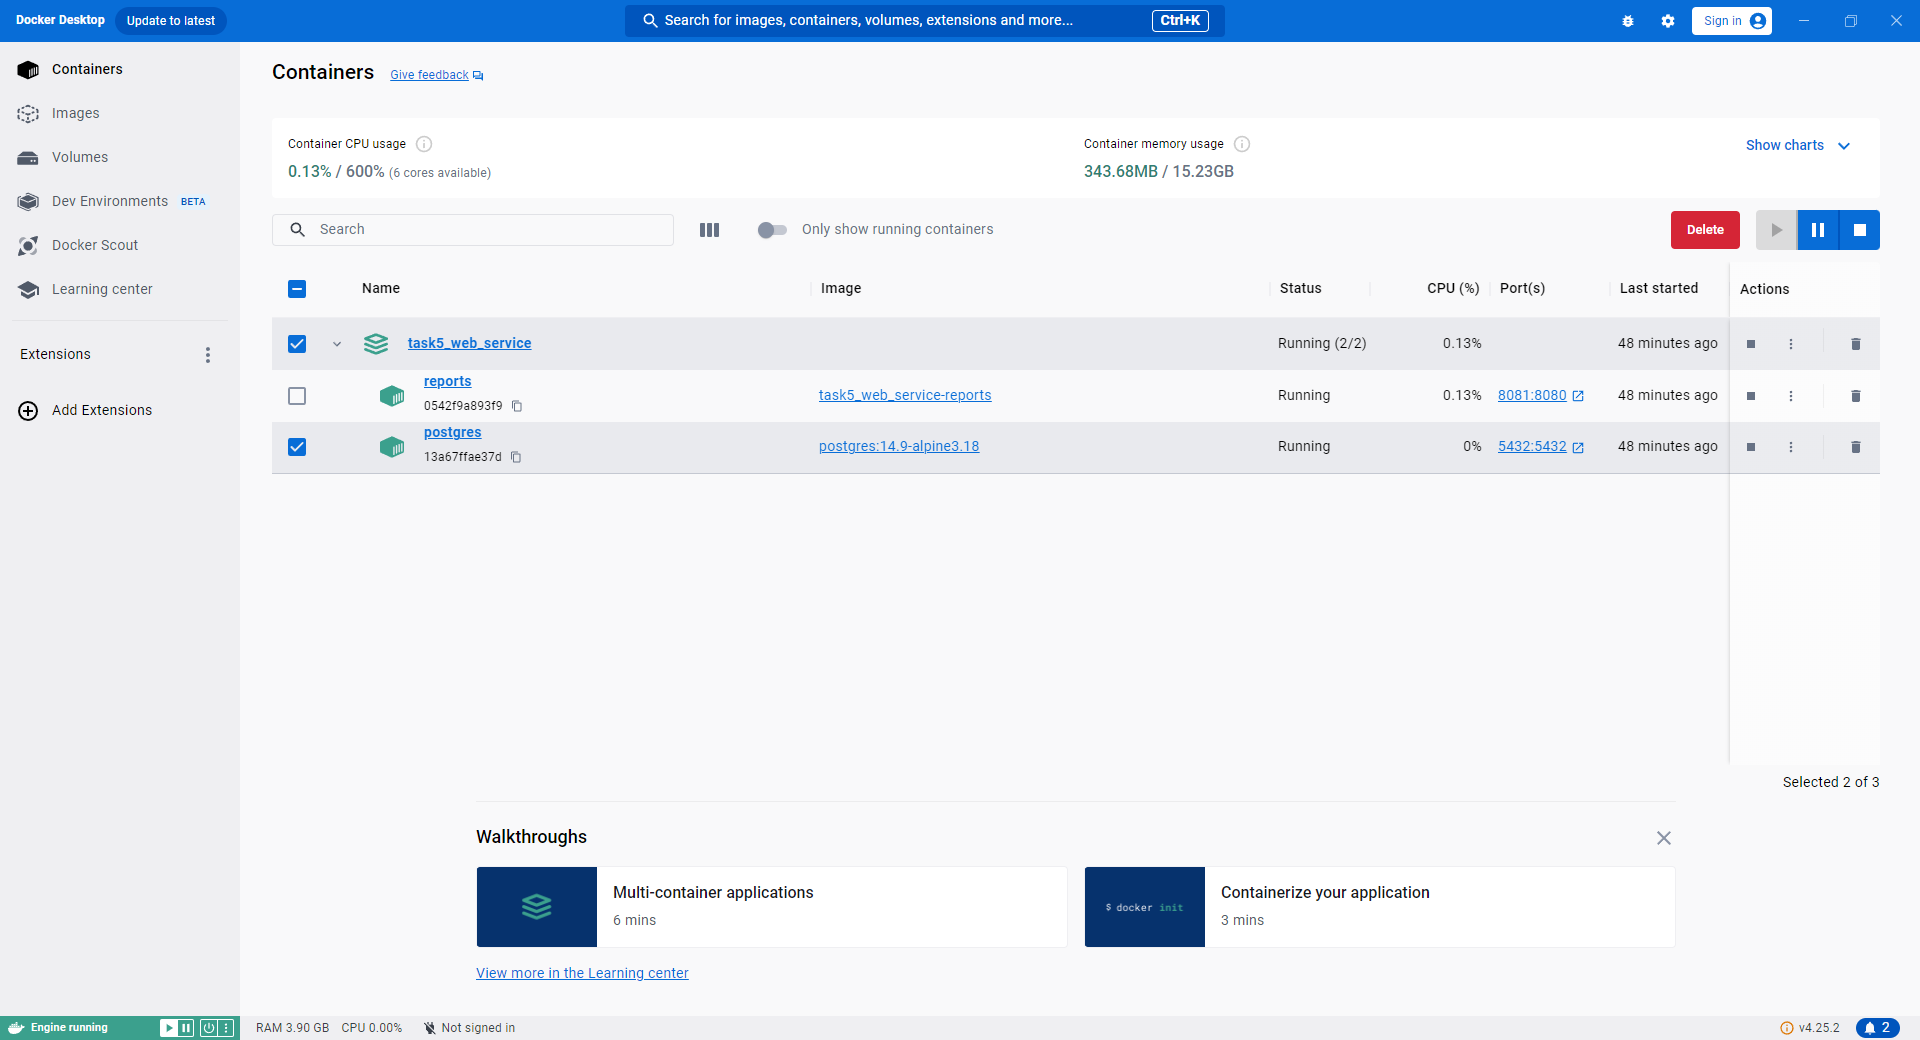 Docker Desktop Update to latest Search for images, containers, volumes, extensions and more... Ctrl+K Sign in
Containers
Images
Volumes
Dev Environments BETA
Docker Scout
Learning center
Extensions
Add Extensions
Containers Give feedback
Container CPU usage
0.13% / 600% (6 cores available)
Container memory usage
343.68MB / 15.23GB
Show charts
Search
Only show running containers
Delete
Name Image Status CPU (%) Port(s) Last started Actions
task5_web_service Running (2/2) 0.13% 48 minutes ago
reports
0542f9a893f9
task5_web_service-reports Running 0.13% 8081:8080 48 minutes ago
postgres
13a67ffae37d
postgres:14.9-alpine3.18 Running 0% 5432:5432 48 minutes ago
Selected 2 of 3
Walkthroughs
$ docker init
Multi-container applications
6 mins
Containerize your application
3 mins
View more in the Learning center
Engine running RAM 3.90 GB CPU 0.00% Not signed in v4.25.2 2